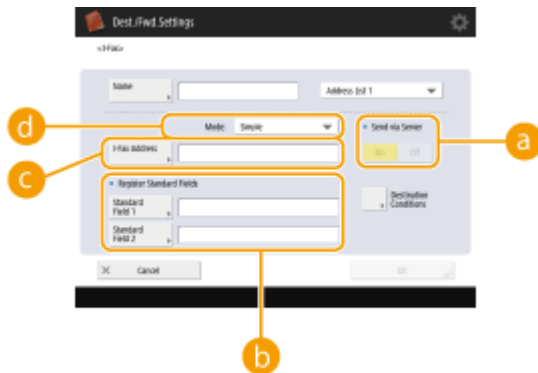 Dest./Fwd Settings
<I-Fax>
Name
Address List 1
d
Mode:
Simple
Send via Server
a
On
Off
c
I-Fax Address
Register Standard Fields
Standard
Field 1
Destination
Conditions
Standard
Field 2
Cancel
OK
b